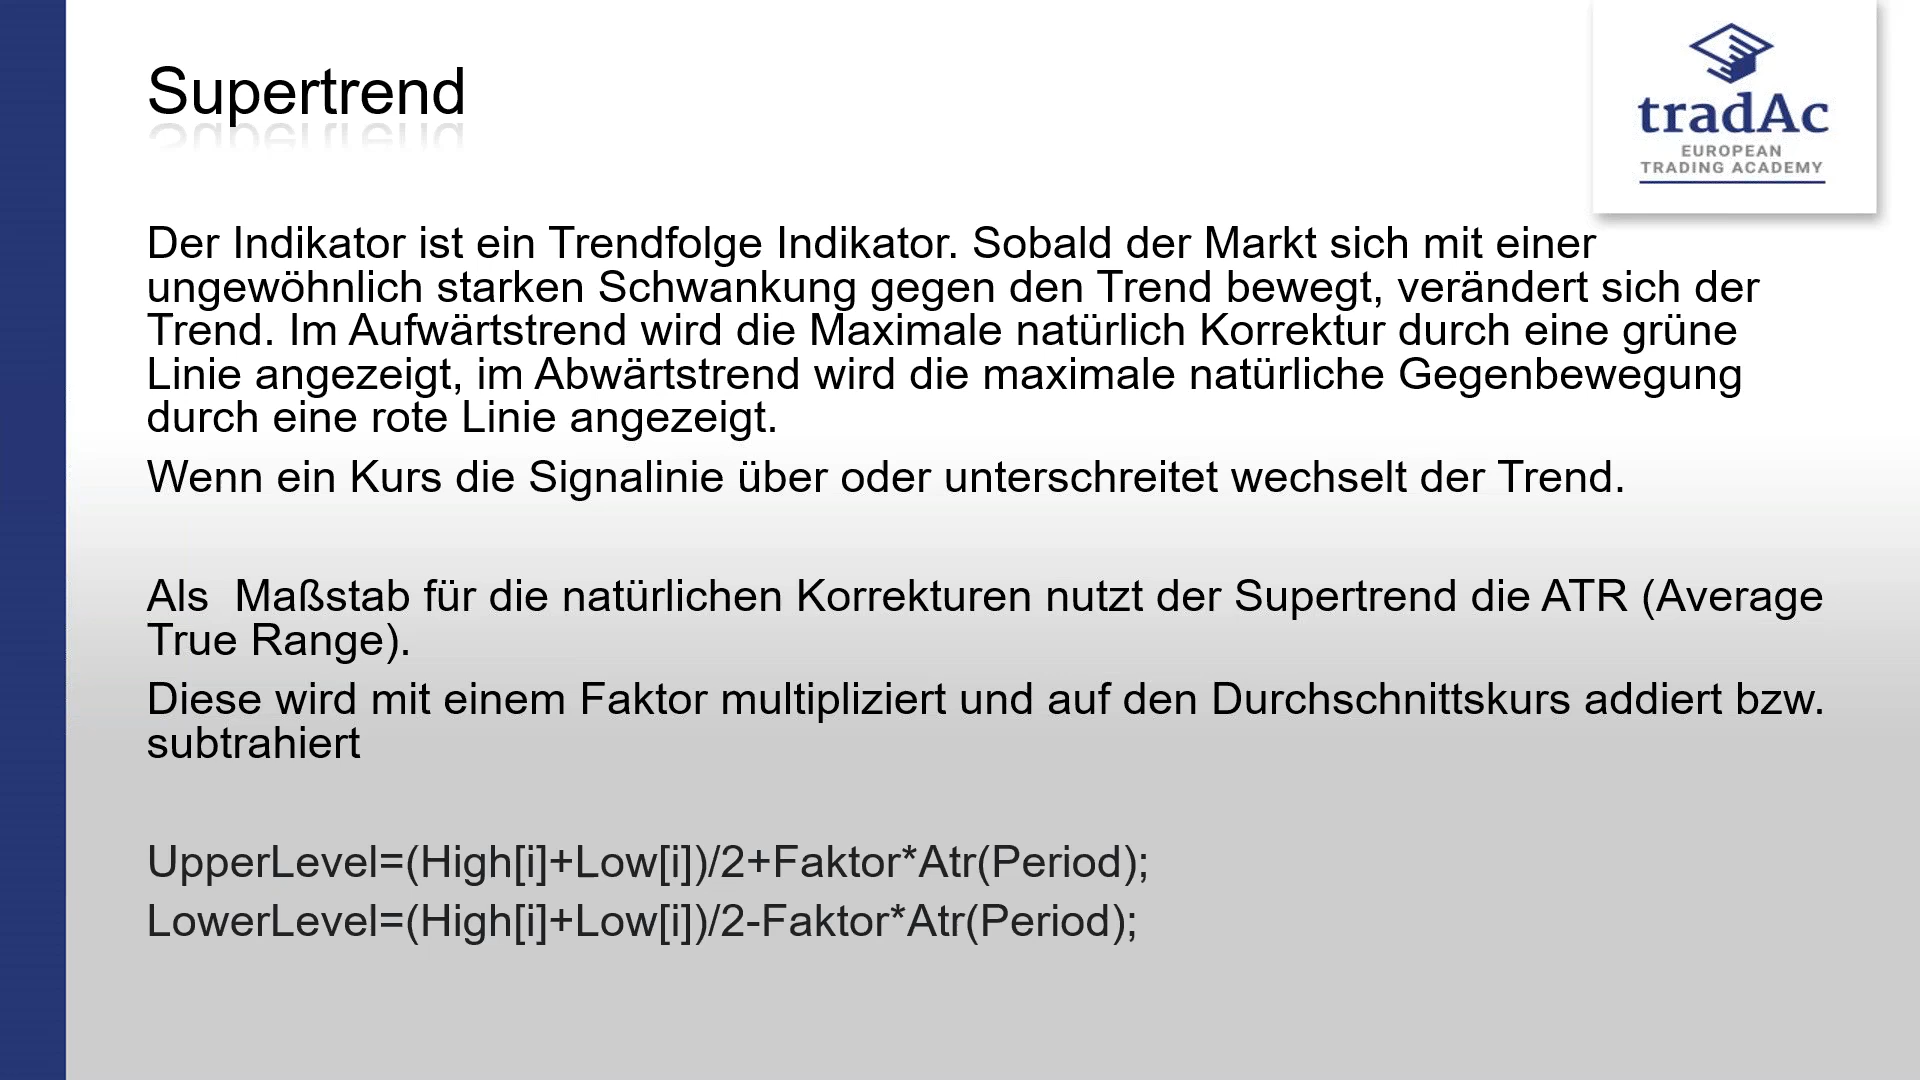 Supertrend
tradAc
EUROPEAN
TRADING ACADEMY
Der Indikator ist ein Trendfolge Indikator. Sobald der Markt sich mit einer
ungewöhnlich starken Schwankung gegen den Trend bewegt, verändert sich der
Trend. Im Aufwärtstrend wird die Maximale natürlich Korrektur durch eine grüne
Linie angezeigt, im Abwärtstrend wird die maximale natürliche Gegenbewegung
durch eine rote Linie angezeigt.
Wenn ein Kurs die Signalinie über oder unterschreitet wechselt der Trend.
Als  Maßstab für die natürlichen Korrekturen nutzt der Supertrend die ATR (Average
True Range).
Diese wird mit einem Faktor multipliziert und auf den Durchschnittskurs addiert bzw.
subtrahiert
UpperLevel=(High[i]+Low[i])/2+Faktor*Atr(Period);
LowerLevel=(High[i]+Low[i])/2-Faktor*Atr(Period);